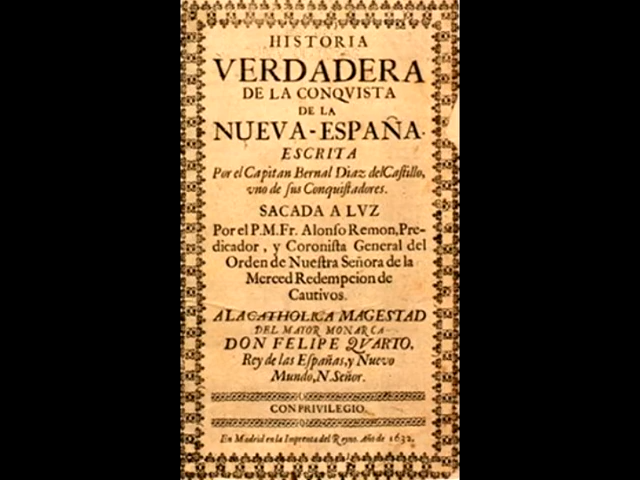 HISTORIA
VERDADERA
DE LA CONQVISTA
DE LA
NUEVA-ESPAÑA.
ESCRITA
Por el Capitan Bernal Diaz del Castillo,
vno de sus Conquistadores.
SACADA A LVZ
Por el P.M.Fr. Alonso Remon, Pre-
dicador, y Coronista General del
Orden de Nuestra Señora de la
Merced Redempcion de
Cautivos.
A LA CATHOLICA MAGESTAD
DEL MAYOR MONARCA
DON FELIPE QVARTO,
Rey de las Españas, y Nuevo
Mundo, N. Señor.
CON PRIVILEGIO
En Madrid en la Imprenta del Reyno. Año de 1632.